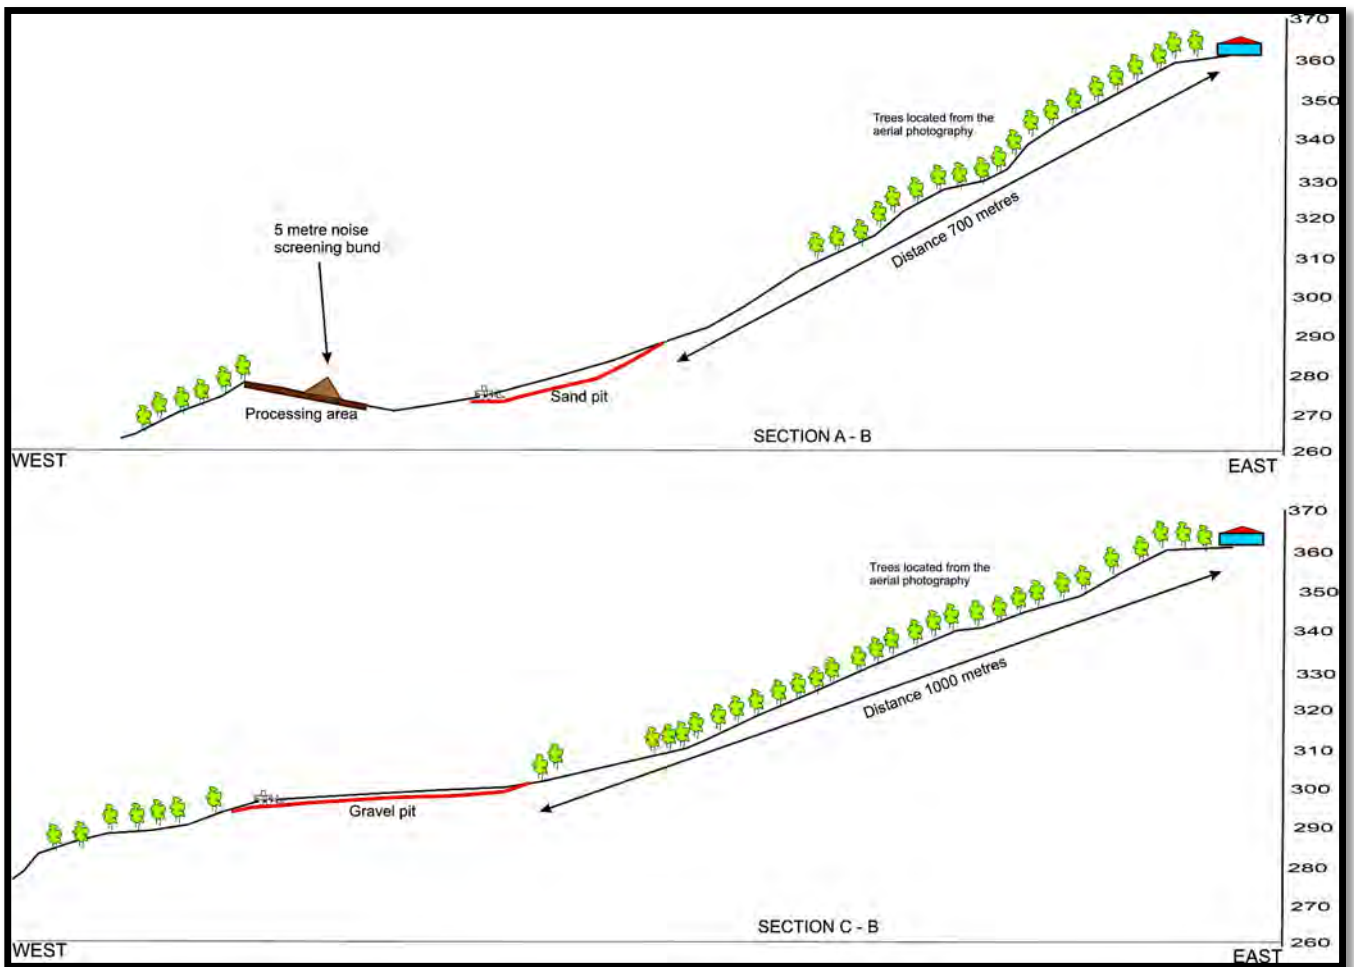 370
360
350
340
330
320
310
300
290
280
270
260
Trees located from the
aerial photography
Distance 700 metres
5 metre noise
screening bund
Sand pit
Processing area
SECTION A - B
WEST
EAST
370
360
350
340
330
320
310
300
290
280
270
260
Trees located from the
aerial photography
Distance 1000 metres
Gravel pit
SECTION C - B
WEST
EAST